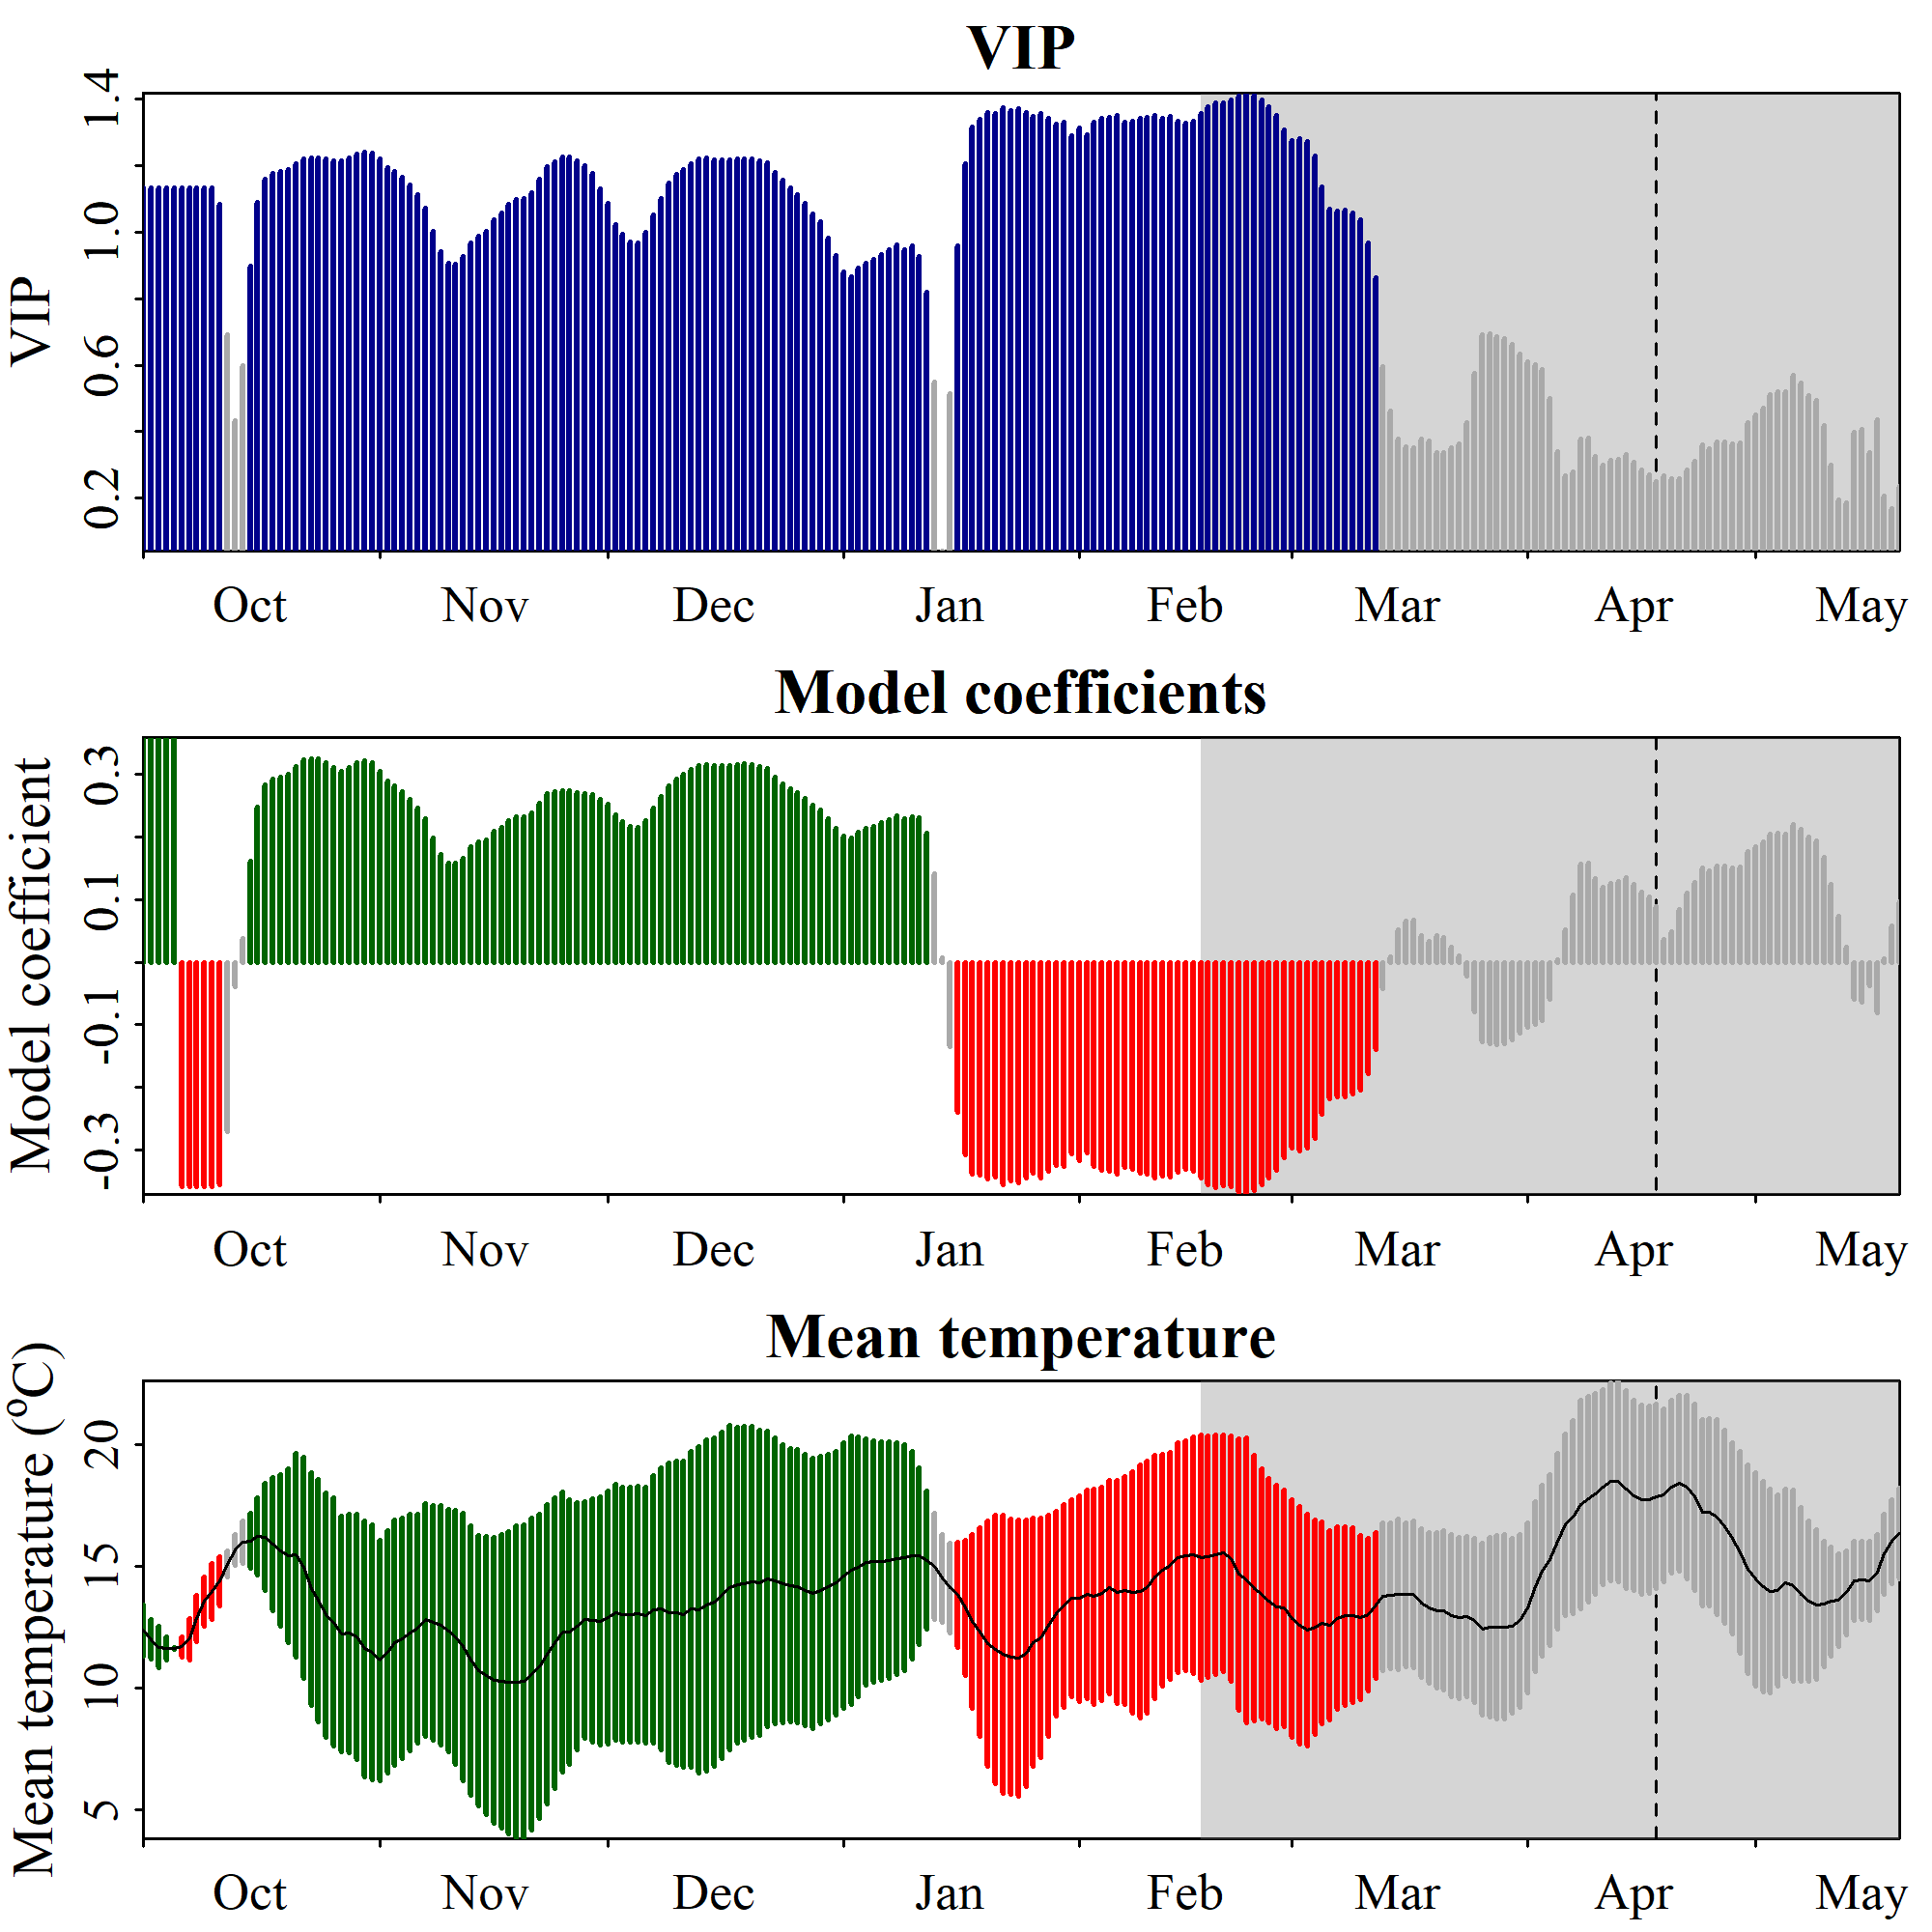 VIP
VIP
1.4
1.0
0.6
0.2
Oct Nov Dec Jan Feb Mar Apr May
Model coefficients
Model coefficient
0.3
0.1
-0.1
-0.3
Oct Nov Dec Jan Feb Mar Apr May
Mean temperature
Mean temperature (ºC)
20
15
10
5
Oct Nov Dec Jan Feb Mar Apr May